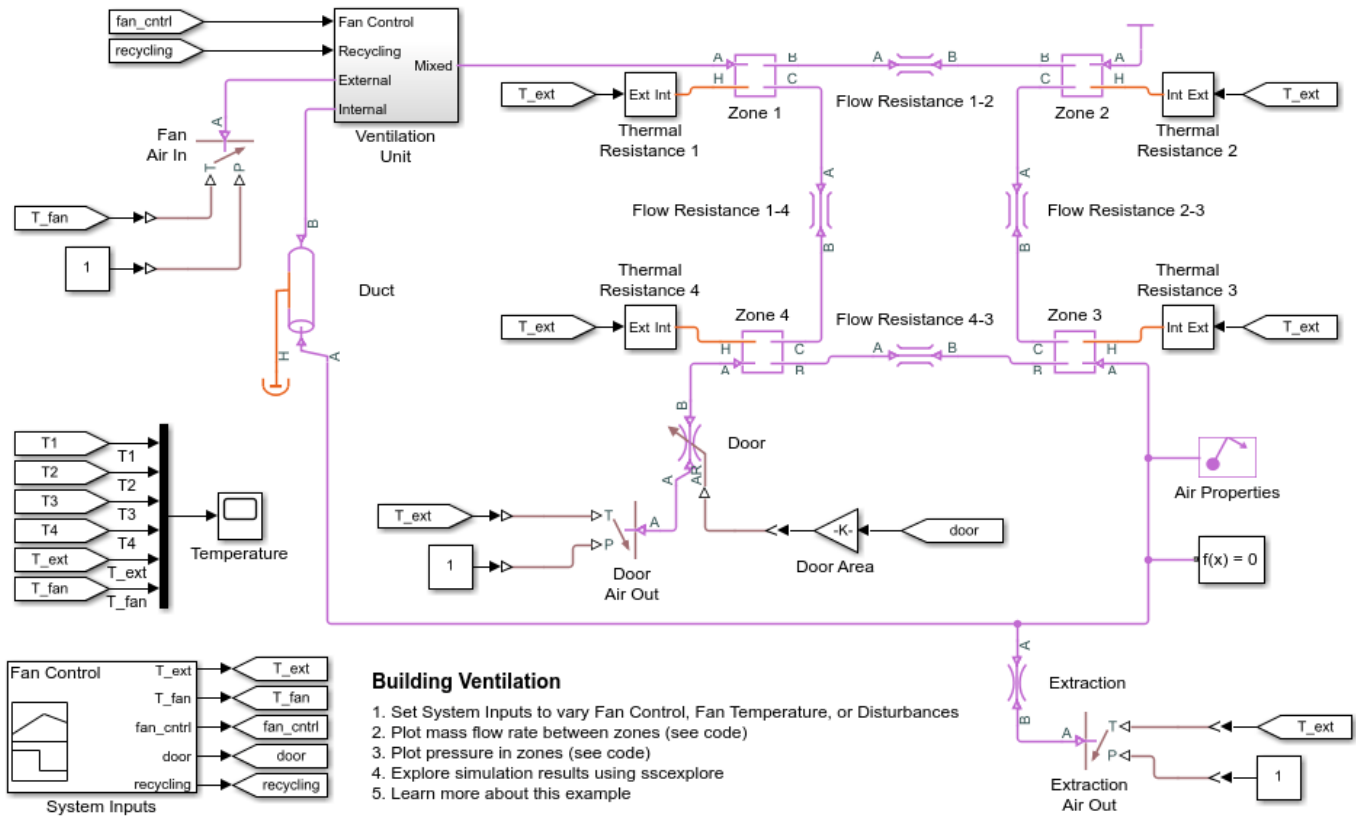 fan_cntrl
recycling
Fan Control
Recycling
External
Internal
Mixed
Ventilation
Unit
A
Fan
Air In
T
P
T_fan
1
B
Duct
H
A
T_ext
Ext Int
Thermal
Resistance 1
A
H
B
C
Zone 1
A
B
Flow Resistance 1-2
B
C
A
H
Zone 2
Int Ext
Thermal
Resistance 2
T_ext
A
Flow Resistance 1-4
B
A
Flow Resistance 2-3
B
Thermal
Resistance 4
T_ext
Ext Int
Zone 4
H
A
C
B
Flow Resistance 4-3
A
B
Zone 3
C
B
H
A
Thermal
Resistance 3
Int Ext
T_ext
B
Door
A
AR
T_ext
1
T
P
A
Door
Air Out
-K-
Door Area
door
Air Properties
f(x) = 0
T1
T2
T3
T4
T_ext
T_fan
T1
T2
T3
T4
T_ext
T_fan
Temperature
Fan Control
T_ext
T_fan
fan_cntrl
door
recycling
T_ext
T_fan
fan_cntrl
door
recycling
System Inputs
Building Ventilation
1. Set System Inputs to vary Fan Control, Fan Temperature, or Disturbances
2. Plot mass flow rate between zones (see code)
3. Plot pressure in zones (see code)
4. Explore simulation results using sscexplore
5. Learn more about this example
A
Extraction
B
A
T
P
Extraction
Air Out
T_ext
1